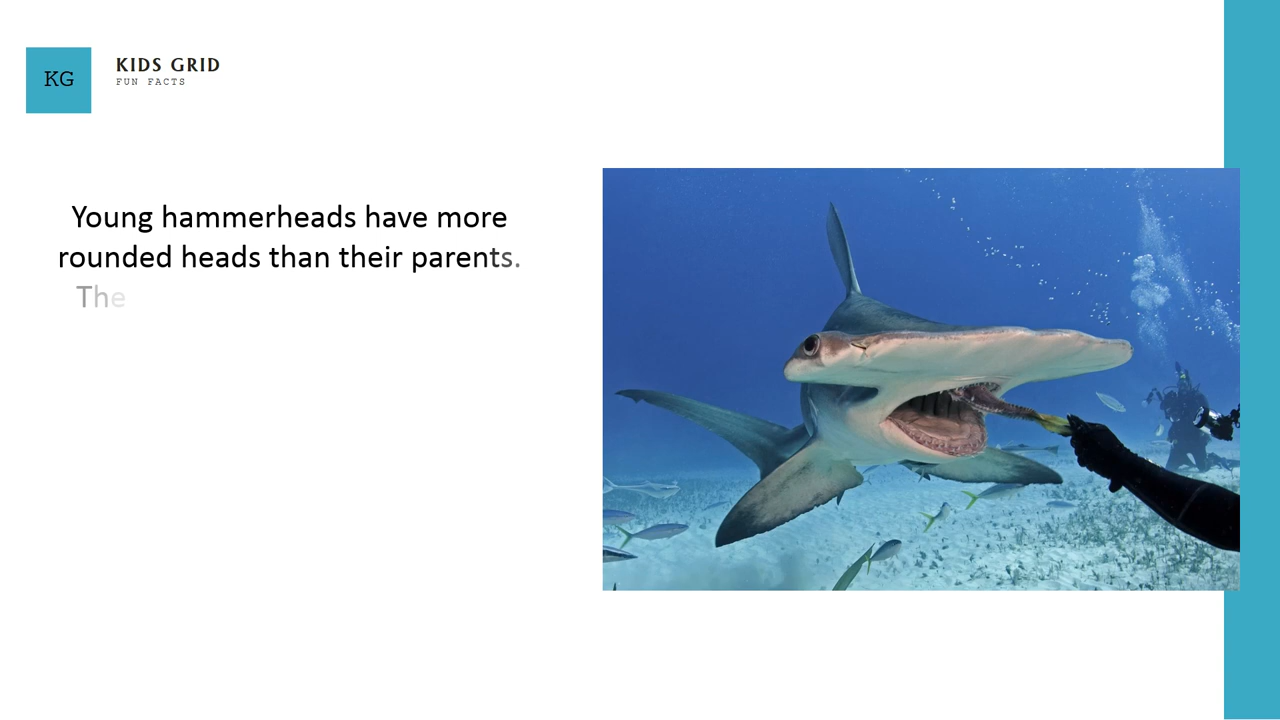 KG
KIDS GRID
FUN FACTS
Young hammerheads have more
rounded heads than their parents.
The